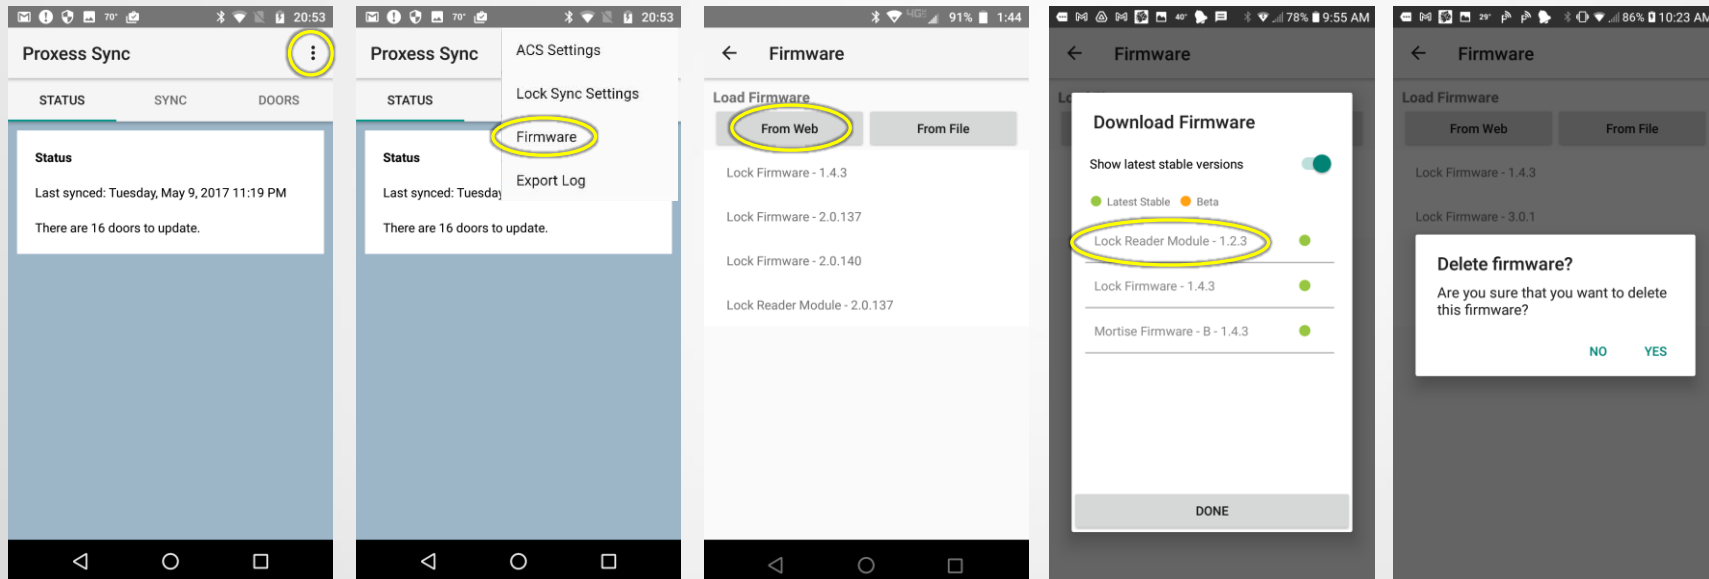 70°
20:53
Proxess Sync
STATUS
SYNC
DOORS
Status
Last synced: Tuesday, May 9, 2017 11:19 PM
There are 16 doors to update.
70°
20:53
Proxess Sync
ACS Settings
Lock Sync Settings
Firmware
Export Log
STATUS
Status
Last synced: Tuesday
There are 16 doors to update.
4G
91%
1:44
Firmware
Load Firmware
From Web
From File
Lock Firmware - 1.4.3
Lock Firmware - 2.0.137
Lock Firmware - 2.0.140
Lock Reader Module - 2.0.137
40°
78%
9:55 AM
Firmware
Download Firmware
Show latest stable versions
Latest Stable
Beta
Lock Reader Module - 1.2.3
Lock Firmware - 1.4.3
Mortise Firmware - B - 1.4.3
DONE
29°
86%
10:23 AM
Firmware
Load Firmware
From Web
From File
Lock Firmware - 1.4.3
Lock Firmware - 3.0.1
Delete firmware?
Are you sure that you want to delete
this firmware?
NO
YES